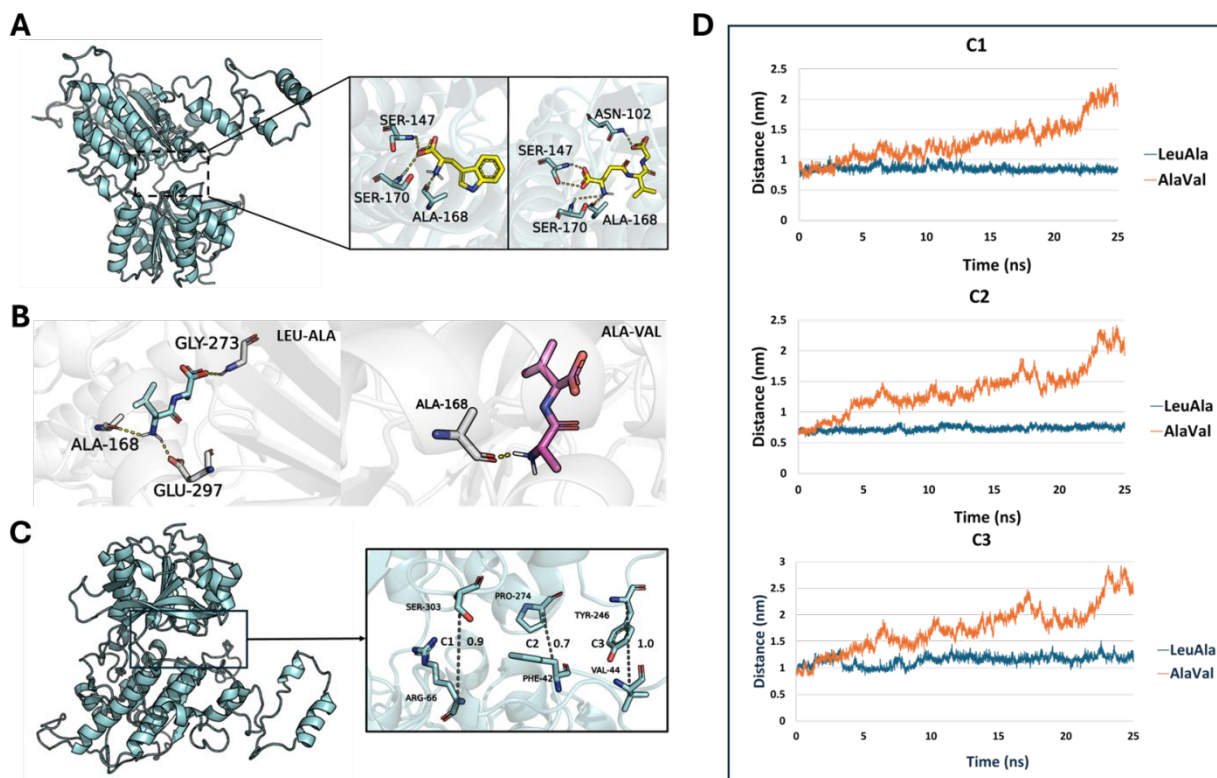 A
SER-147
SER-170
ALA-168
ASN-102
SER-147
SER-170
ALA-168
B
LEU-ALA
GLY-273
ALA-168
GLU-297
ALA-VAL
ALA-168
C
SER-303
PRO-274
TYR-246
C1
0.9
C2
0.7
C3
1.0
ARG-66
PHE-42
VAL-44
D
C1
Distance (nm)
2.5
2
1.5
1
0.5
0
0 5 10 15 20 25
Time (ns)
LeuAla
AlaVal
C2
Distance (nm)
2.5
2
1.5
1
0.5
0
0 5 10 15 20 25
Time (ns)
LeuAla
AlaVal
C3
Distance (nm)
3
2.5
2
1.5
1
0.5
0
0 5 10 15 20 25
Time (ns)
LeuAla
AlaVal